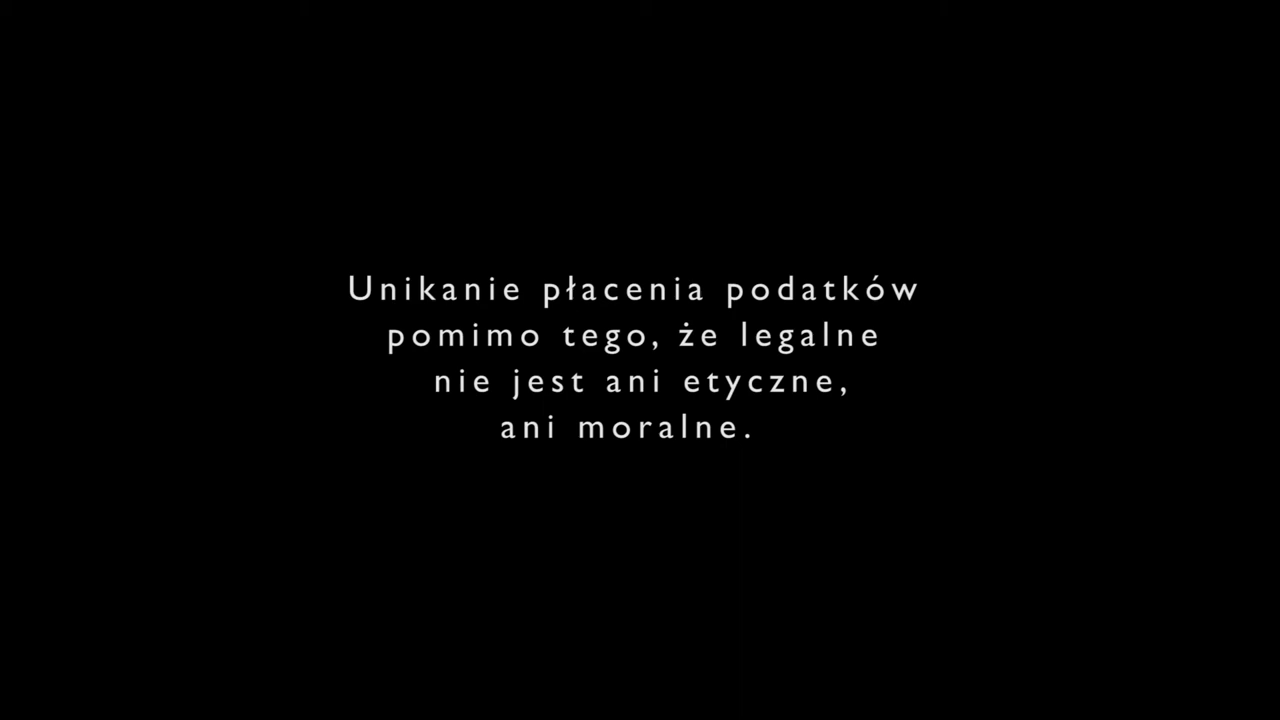 Unikanie płacenia podatków
pomimo tego, że legalne
nie jest ani etyczne,
ani moralne.